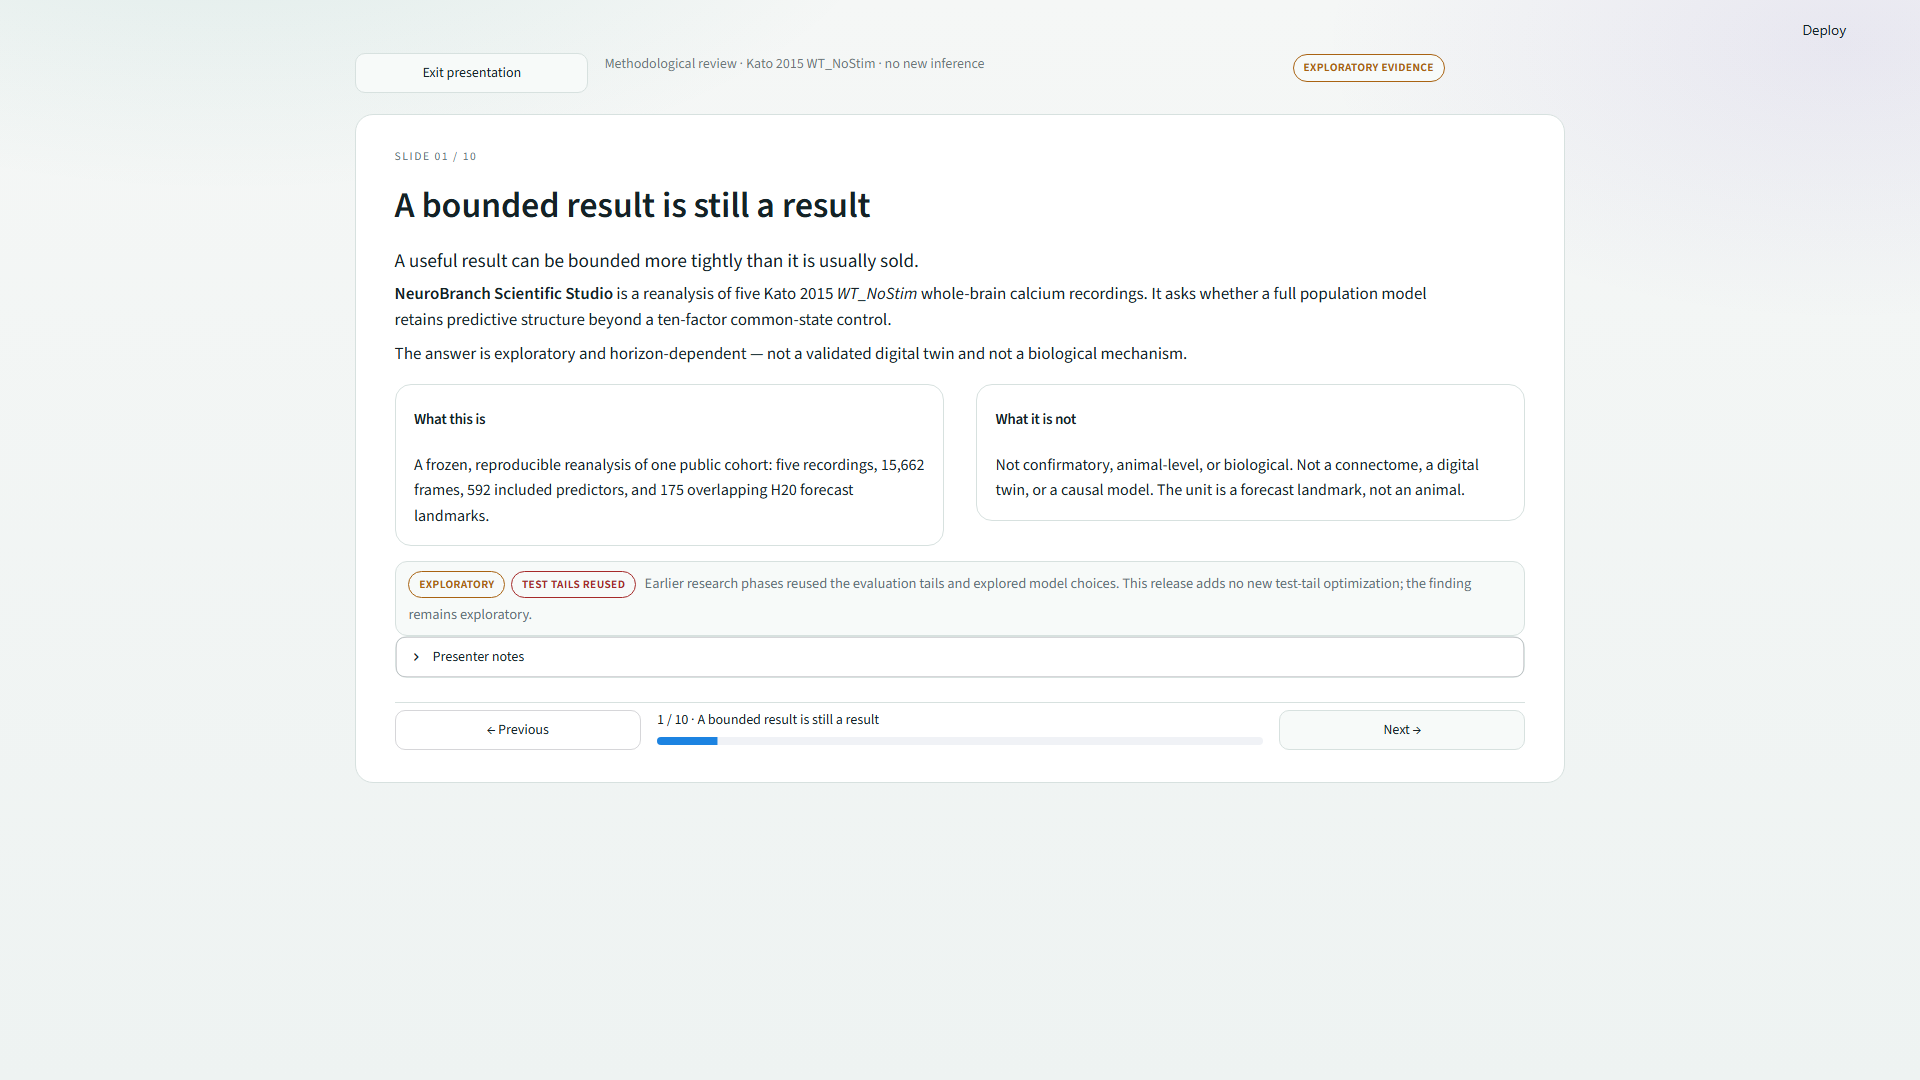 Deploy
Exit presentation
Methodological review · Kato 2015 WT_NoStim · no new inference
EXPLORATORY EVIDENCE
SLIDE 01 / 10
A bounded result is still a result
A useful result can be bounded more tightly than it is usually sold.
NeuroBranch Scientific Studio is a reanalysis of five Kato 2015 WT_NoStim whole-brain calcium recordings. It asks whether a full population model
retains predictive structure beyond a ten-factor common-state control.
The answer is exploratory and horizon-dependent — not a validated digital twin and not a biological mechanism.
What this is
A frozen, reproducible reanalysis of one public cohort: five recordings, 15,662
frames, 592 included predictors, and 175 overlapping H20 forecast
landmarks.
What it is not
Not confirmatory, animal-level, or biological. Not a connectome, a digital
twin, or a causal model. The unit is a forecast landmark, not an animal.
EXPLORATORY TEST TAILS REUSED Earlier research phases reused the evaluation tails and explored model choices. This release adds no new test-tail optimization; the finding
remains exploratory.
Presenter notes
← Previous
1 / 10 · A bounded result is still a result
Next →